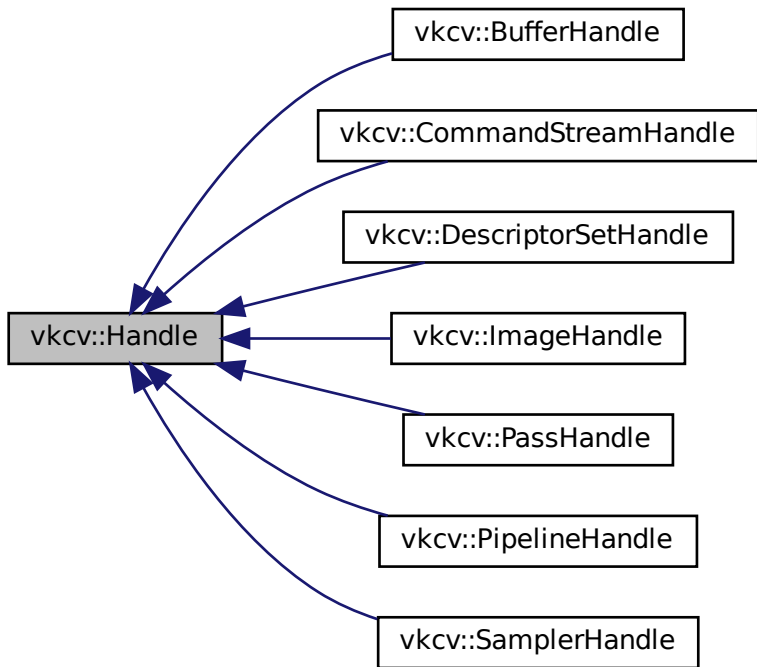 vkcv::BufferHandle
vkcv::CommandStreamHandle
vkcv::DescriptorSetHandle
vkcv::Handle
vkcv::ImageHandle
vkcv::PassHandle
vkcv::PipelineHandle
vkcv::SamplerHandle